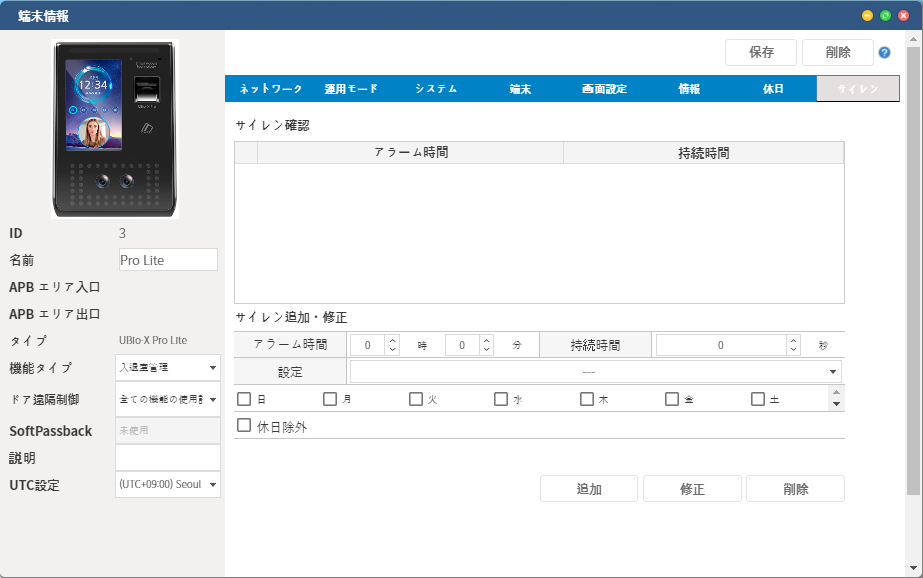 端末情報
保存 削除 ?
ネットワーク 運用モード システム 端末 画面設定 情報 休日 サイレン
12:34
サイレン確認
アラーム時間 持続時間
ID 3
名前 Pro Lite
APB エリア入口
APB エリア出口
タイプ UBio-X Pro Lite
機能タイプ 入退室管理
ドア遠隔制御 全ての機能の使用
SoftPassback 未使用
説明
UTC設定 (UTC+09:00) Seoul
サイレン追加・修正
アラーム時間 0 時 0 分 持続時間 0 秒
設定 ----
日 月 火 水 木 金 土
休日除外
追加 修正 削除